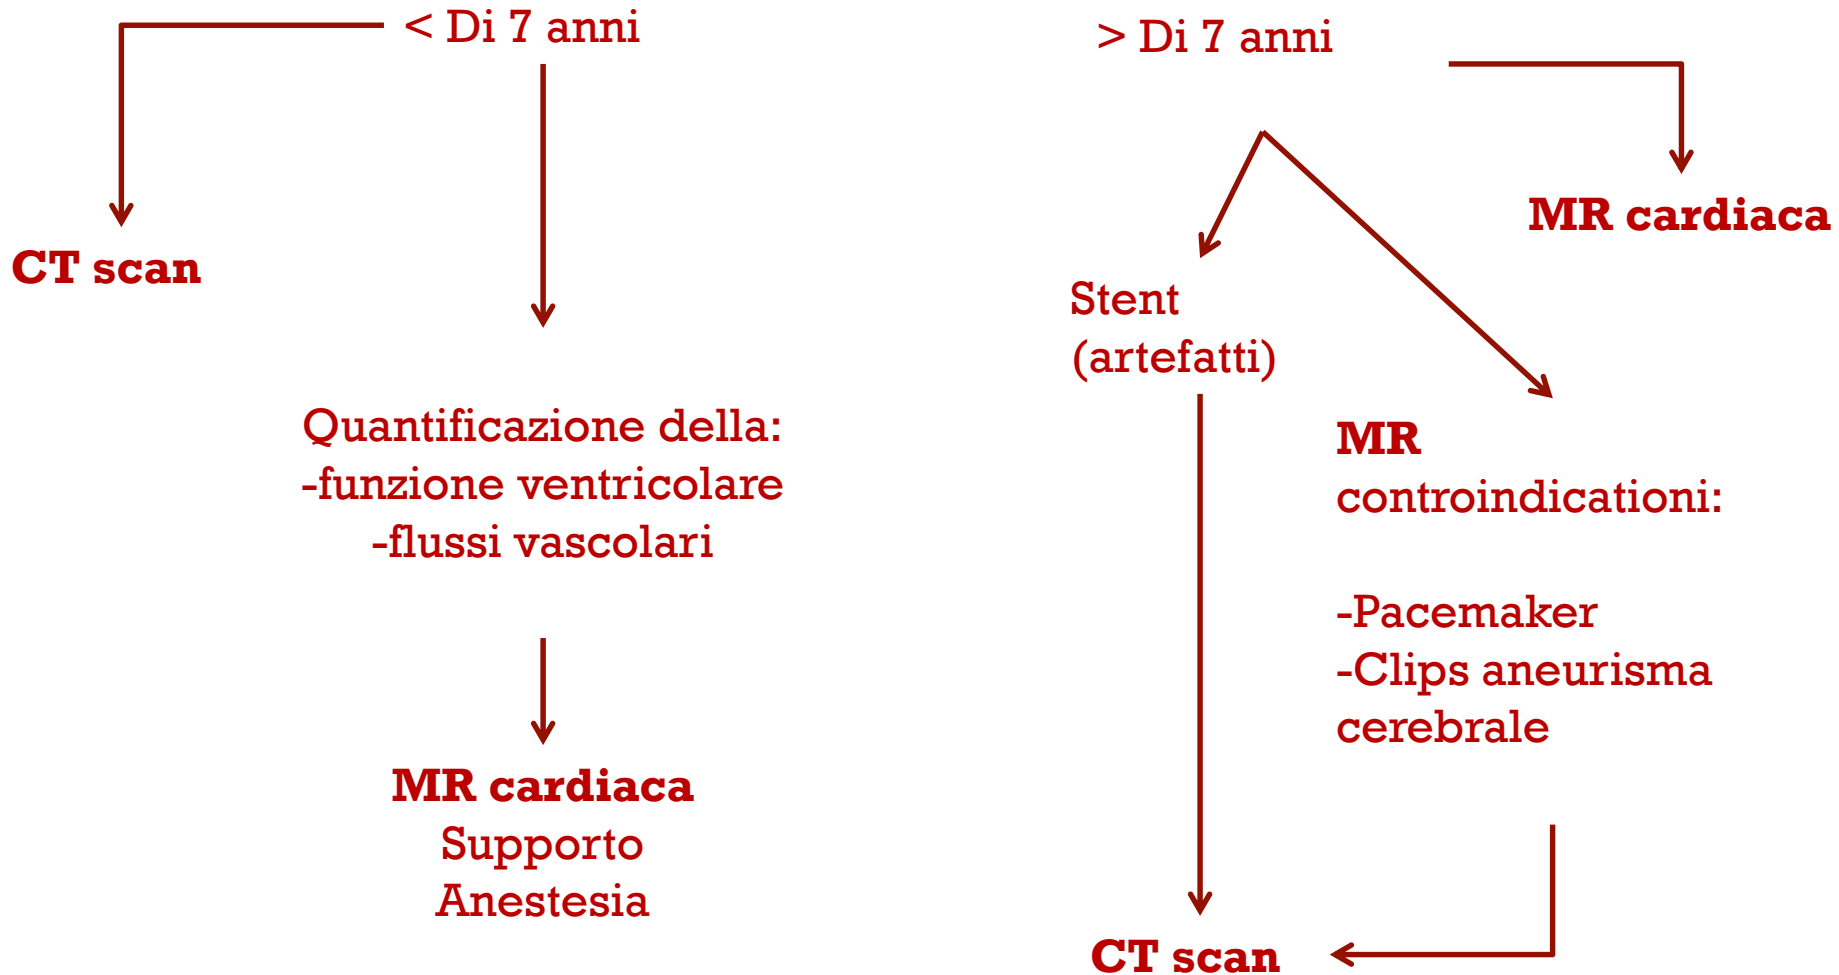 < Di 7 anni
CT scan
Quantificazione della:
-funzione ventricolare
-flussi vascolari
MR cardiaca
Supporto
Anestesia
> Di 7 anni
MR cardiaca
Stent
(artefatti)
MR
controindicationi:
-Pacemaker
-Clips aneurisma
cerebrale
CT scan